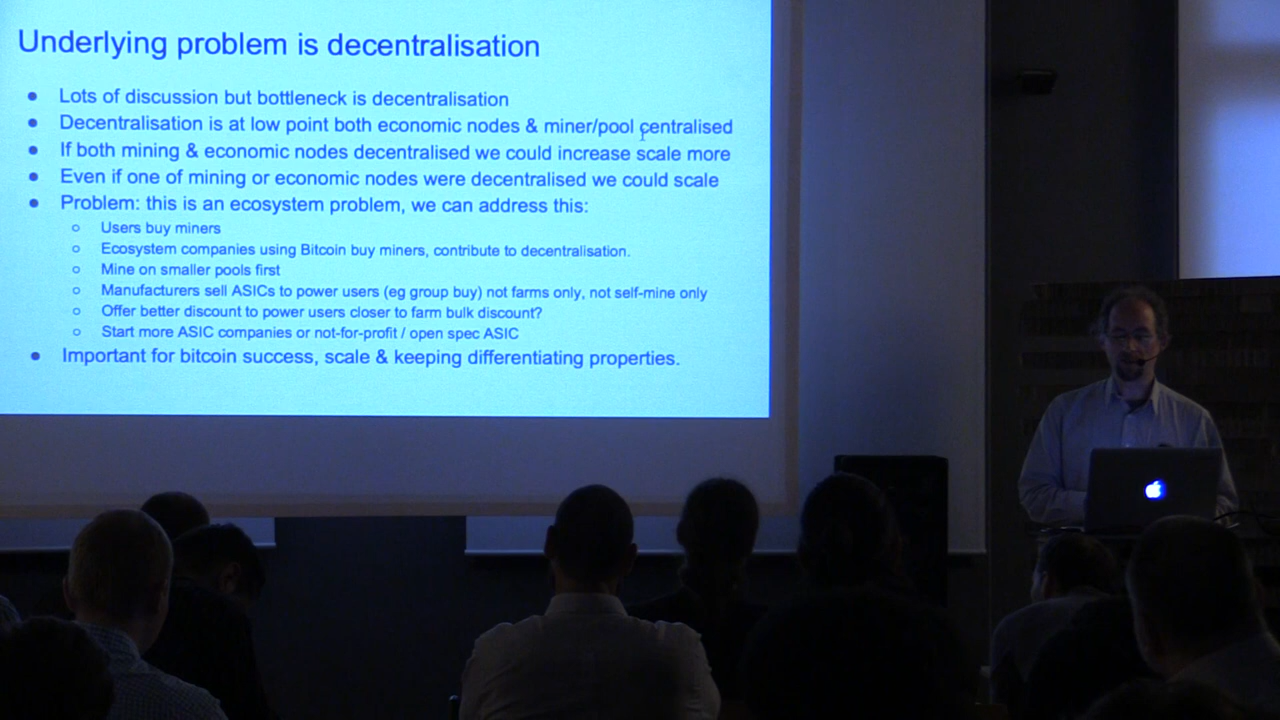 Underlying problem is decentralisation
● Lots of discussion but bottleneck is decentralisation
● Decentralisation is at low point both economic nodes & miner/pool centralised
● If both mining & economic nodes decentralised we could increase scale more
● Even if one of mining or economic nodes were decentralised we could scale
● Problem: this is an ecosystem problem, we can address this:
○ Users buy miners
○ Ecosystem companies using Bitcoin buy miners, contribute to decentralisation.
○ Mine on smaller pools first
○ Manufacturers sell ASICs to power users (eg group buy) not farms only, not self-mine only
○ Offer better discount to power users closer to farm bulk discount?
○ Start more ASIC companies or not-for-profit / open spec ASIC
● Important for bitcoin success, scale & keeping differentiating properties.